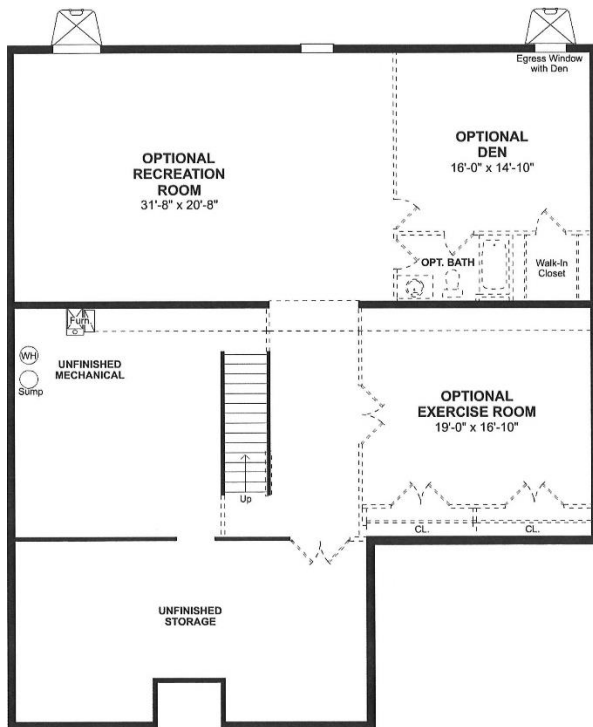 Egress Window
with Den
OPTIONAL
RECREATION
ROOM
31'-8" x 20'-8"
OPTIONAL
DEN
16'-0" x 14'-10"
OPT. BATH
Walk-In
Closet
Furn.
WH
Sump
UNFINISHED
MECHANICAL
Up
OPTIONAL
EXERCISE ROOM
19'-0" x 16'-10"
CL.
CL.
UNFINISHED
STORAGE